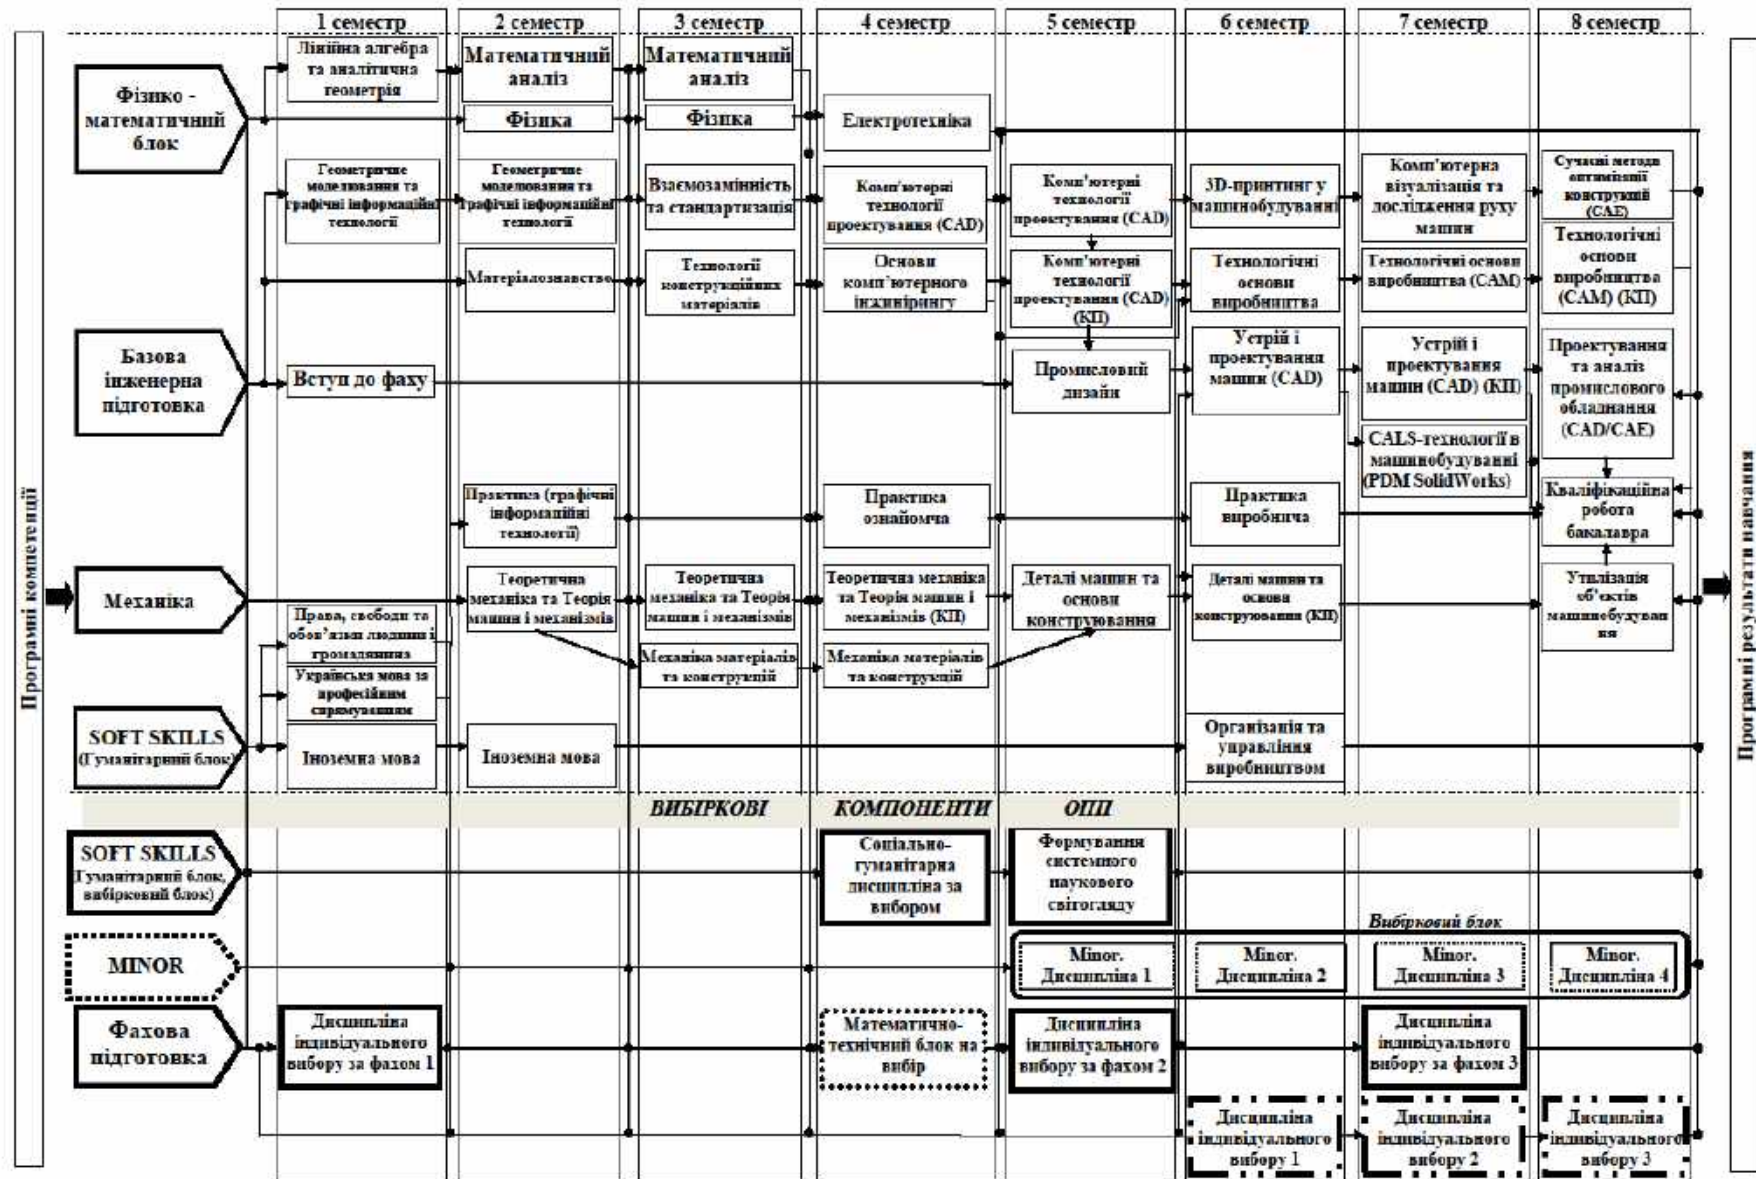 1 семестр
2 семестр
3 семестр
4 семестр
5 семестр
6 семестр
7 семестр
8 семестр
Програмні компетенції
Фізико -
математичний
блок
Лінійна алгебра
та аналітична
геометрія
Математичний
аналіз
Математичний
аналіз
Фізика
Фізика
Електротехніка
Геометричне
моделювання та
графічні інформаційні
технології
Геометричне
моделювання та
графічні інформаційні
технології
Взаємозамінність
та стандартизація
Комп'ютерні
технології
проектування (CAD)
Комп'ютерні
технології
проектування (CAD)
3D-принтинг у
машинобудуванні
Комп'ютерна
візуалізація та
дослідження руху
машин
Сучасні методи
оптимізації
конструкцій
(CAE)
Матеріалознавство
Технології
конструкційних
матеріалів
Основи
комп'ютерного
інжинірингу
Комп'ютерні
технології
проектування (CAD)
(КП)
Технологічні
основи
виробництва
Технологічні основи
виробництва (CAM)
Технологічні
основи
виробництва
(CAM) (КП)
Базова
інженерна
підготовка
Вступ до фаху
Промисловий
дизайн
Устрій і
проектування
машин (CAD)
Устрій і
проектування
машин (CAD) (КП)
Проектування
та аналіз
промислового
обладнання
(CAD/CAE)
CALS-технології в
машинобудуванні
(PDM SolidWorks)
Практика (графічні
інформаційні
технології)
Практика
ознайомча
Практика
виробнича
Кваліфікаційна
робота
бакалавра
Механіка
Теоретична
механіка та Теорія
машин і механізмів
Теоретична
механіка та Теорія
машин і механізмів
Теоретична механіка
та Теорія машин і
механізмів (КП)
Деталі машин та
основи
конструювання
Деталі машин та
основи
конструювання (КП)
Утилізація
об'єктів
машинобудуван
ня
Права, свободи та
обов'язки людини і
громадянина
Механіка матеріалів
та конструкцій
Механіка матеріалів
та конструкцій
Українська мова за
професійним
спрямуванням
SOFT SKILLS
(Гуманітарний блок)
Іноземна мова
Іноземна мова
Організація та
управління
виробництвом
Програмні результати навчання
ВИБІРКОВІ КОМПОНЕНТИ ОПП
SOFT SKILLS
(Гуманітарний блок,
вибірковий блок)
Соціально-
гуманітарна
дисципліна за
вибором
Формування
системного
наукового
світогляду
Вибірковий блок
MINOR
Minor.
Дисципліна 1
Minor.
Дисципліна 2
Minor.
Дисципліна 3
Minor.
Дисципліна 4
Фахова
підготовка
Дисципліна
індивідуального
вибору за фахом 1
Математично-
технічний блок на
вибір
Дисципліна
індивідуального
вибору за фахом 2
Дисципліна
індивідуального
вибору за фахом 3
Дисципліна
індивідуального
вибору 1
Дисципліна
індивідуального
вибору 2
Дисципліна
індивідуального
вибору 3